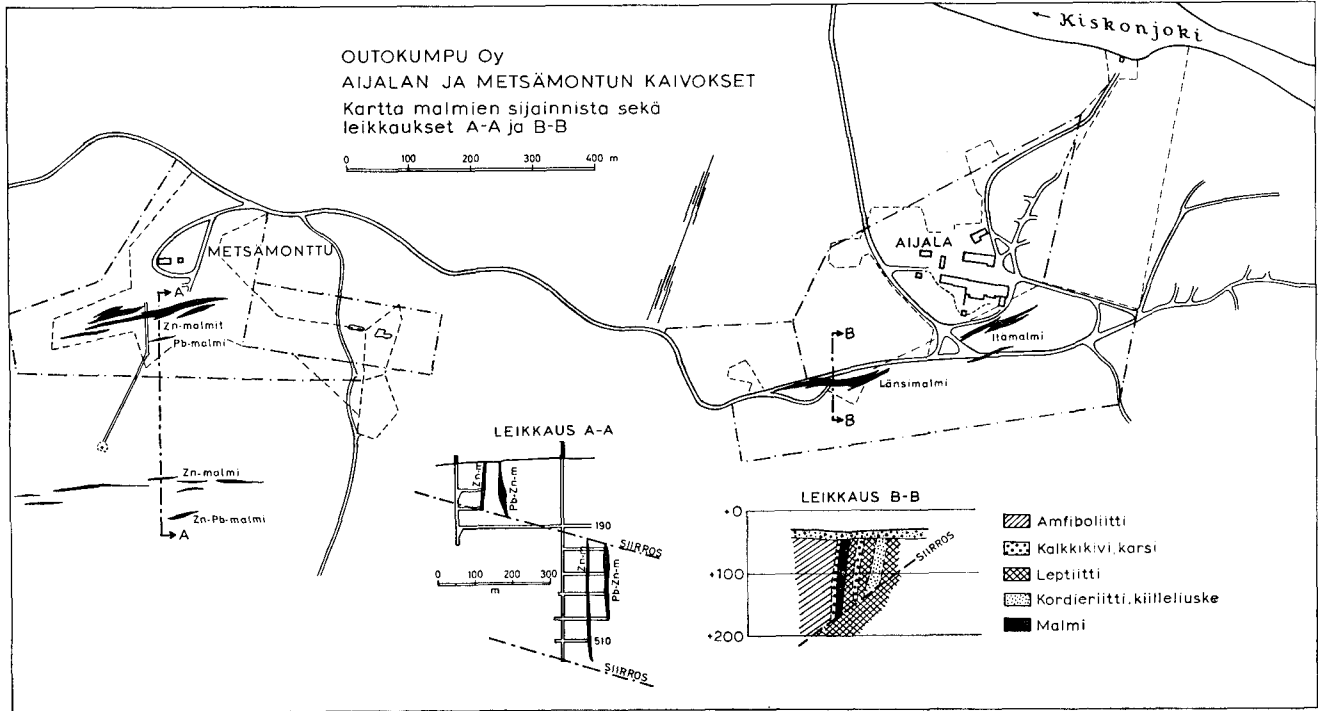 OUTOKUMPU Oy
AIJALAN JA METSÄMONTUN KAIVOKSET
Kartta malmien sijainnista sekä
leikkaukset A-A ja B-B
0 100 200 400 m
← Kiskonjoki
METSÄMONTTU
A
Zn-malmit
Pb-malmi
Zn-malmi
Zn-Pb-malmi
A
AIJALA
Itämalmi
B
Länsimalmi
B
LEIKKAUS A-A
Zn-m
Pb-Zn-m
190
SIIRROS
Zn-m
Pb-Zn-m
0 100 200 300
m
510
SIIRROS
LEIKKAUS B-B
+0
+100
+200
SIIRROS
Amfiboliitti
Kalkkikivi, karsi
Leptiitti
Kordieriitti, kiilleliuske
Malmi